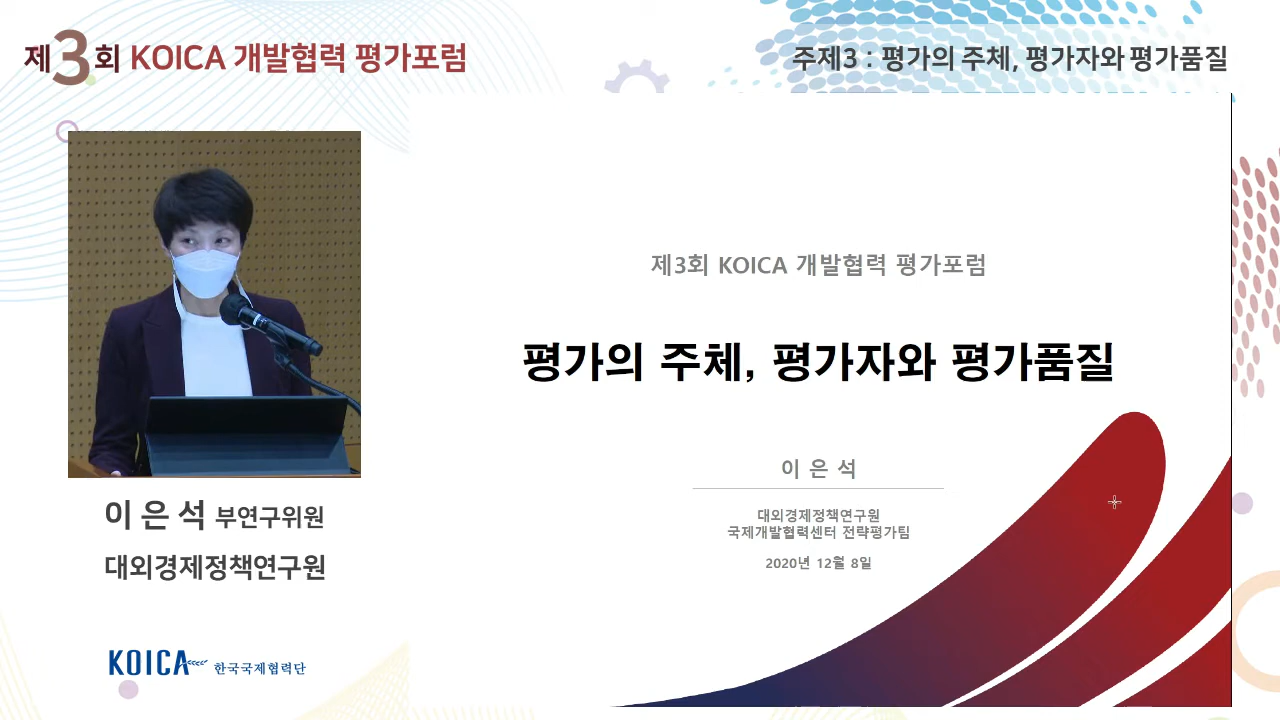 제3회 KOICA 개발협력 평가포럼
주제3 : 평가의 주체, 평가자와 평가품질
제3회 KOICA 개발협력 평가포럼
평가의 주체, 평가자와 평가품질
이 은 석
대외경제정책연구원
국제개발협력센터 전략평가팀
2020년 12월 8일
이 은 석 부연구위원
대외경제정책연구원
KOICA 한국국제협력단